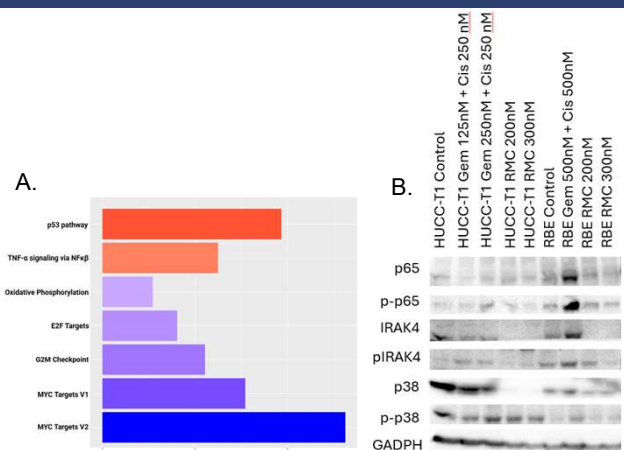 A.
p53 pathway
TNF-α signaling via NFκβ
Oxidative Phosphorylation
E2F Targets
G2M Checkpoint
MYC Targets V1
MYC Targets V2
B.
HUCC-T1 Control
HUCC-T1 Gem 125nM + Cis 250 nM
HUCC-T1 Gem 250nM + Cis 250 nM
HUCC-T1 RMC 200nM
HUCC-T1 RMC 300nM
RBE Control
RBE Gem 500nM + Cis 500nM
RBE RMC 200nM
RBE RMC 300nM
p65
p-p65
IRAK4
pIRAK4
p38
p-p38
GADPH